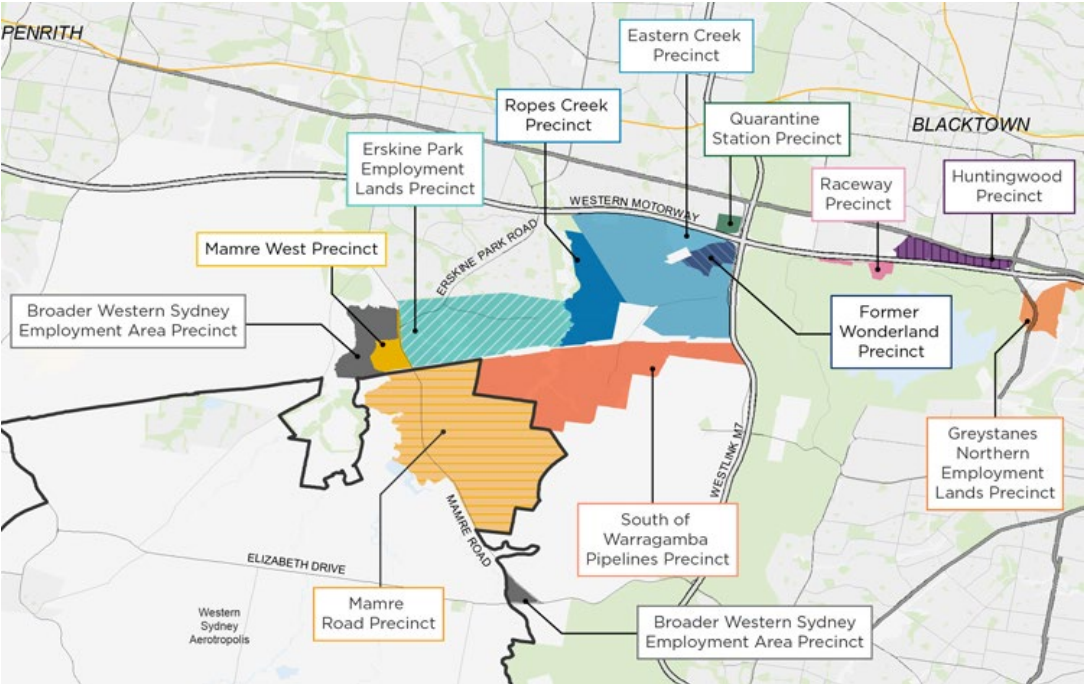 PENRITH
Eastern Creek
Precinct
Ropes Creek
Precinct
Quarantine
Station Precinct
BLACKTOWN
Erskine Park
Employment
Lands Precinct
Raceway
Precinct
Huntingwood
Precinct
WESTERN MOTORWAY
ERSKINE PARK ROAD
Mamre West Precinct
Broader Western Sydney
Employment Area Precinct
Former
Wonderland
Precinct
WESTLINK M7
Greystanes
Northern
Employment
Lands Precinct
MAMRE ROAD
South of
Warragamba
Pipelines Precinct
ELIZABETH DRIVE
Mamre
Road Precinct
Western
Sydney
Aerotropolis
Broader Western Sydney
Employment Area Precinct